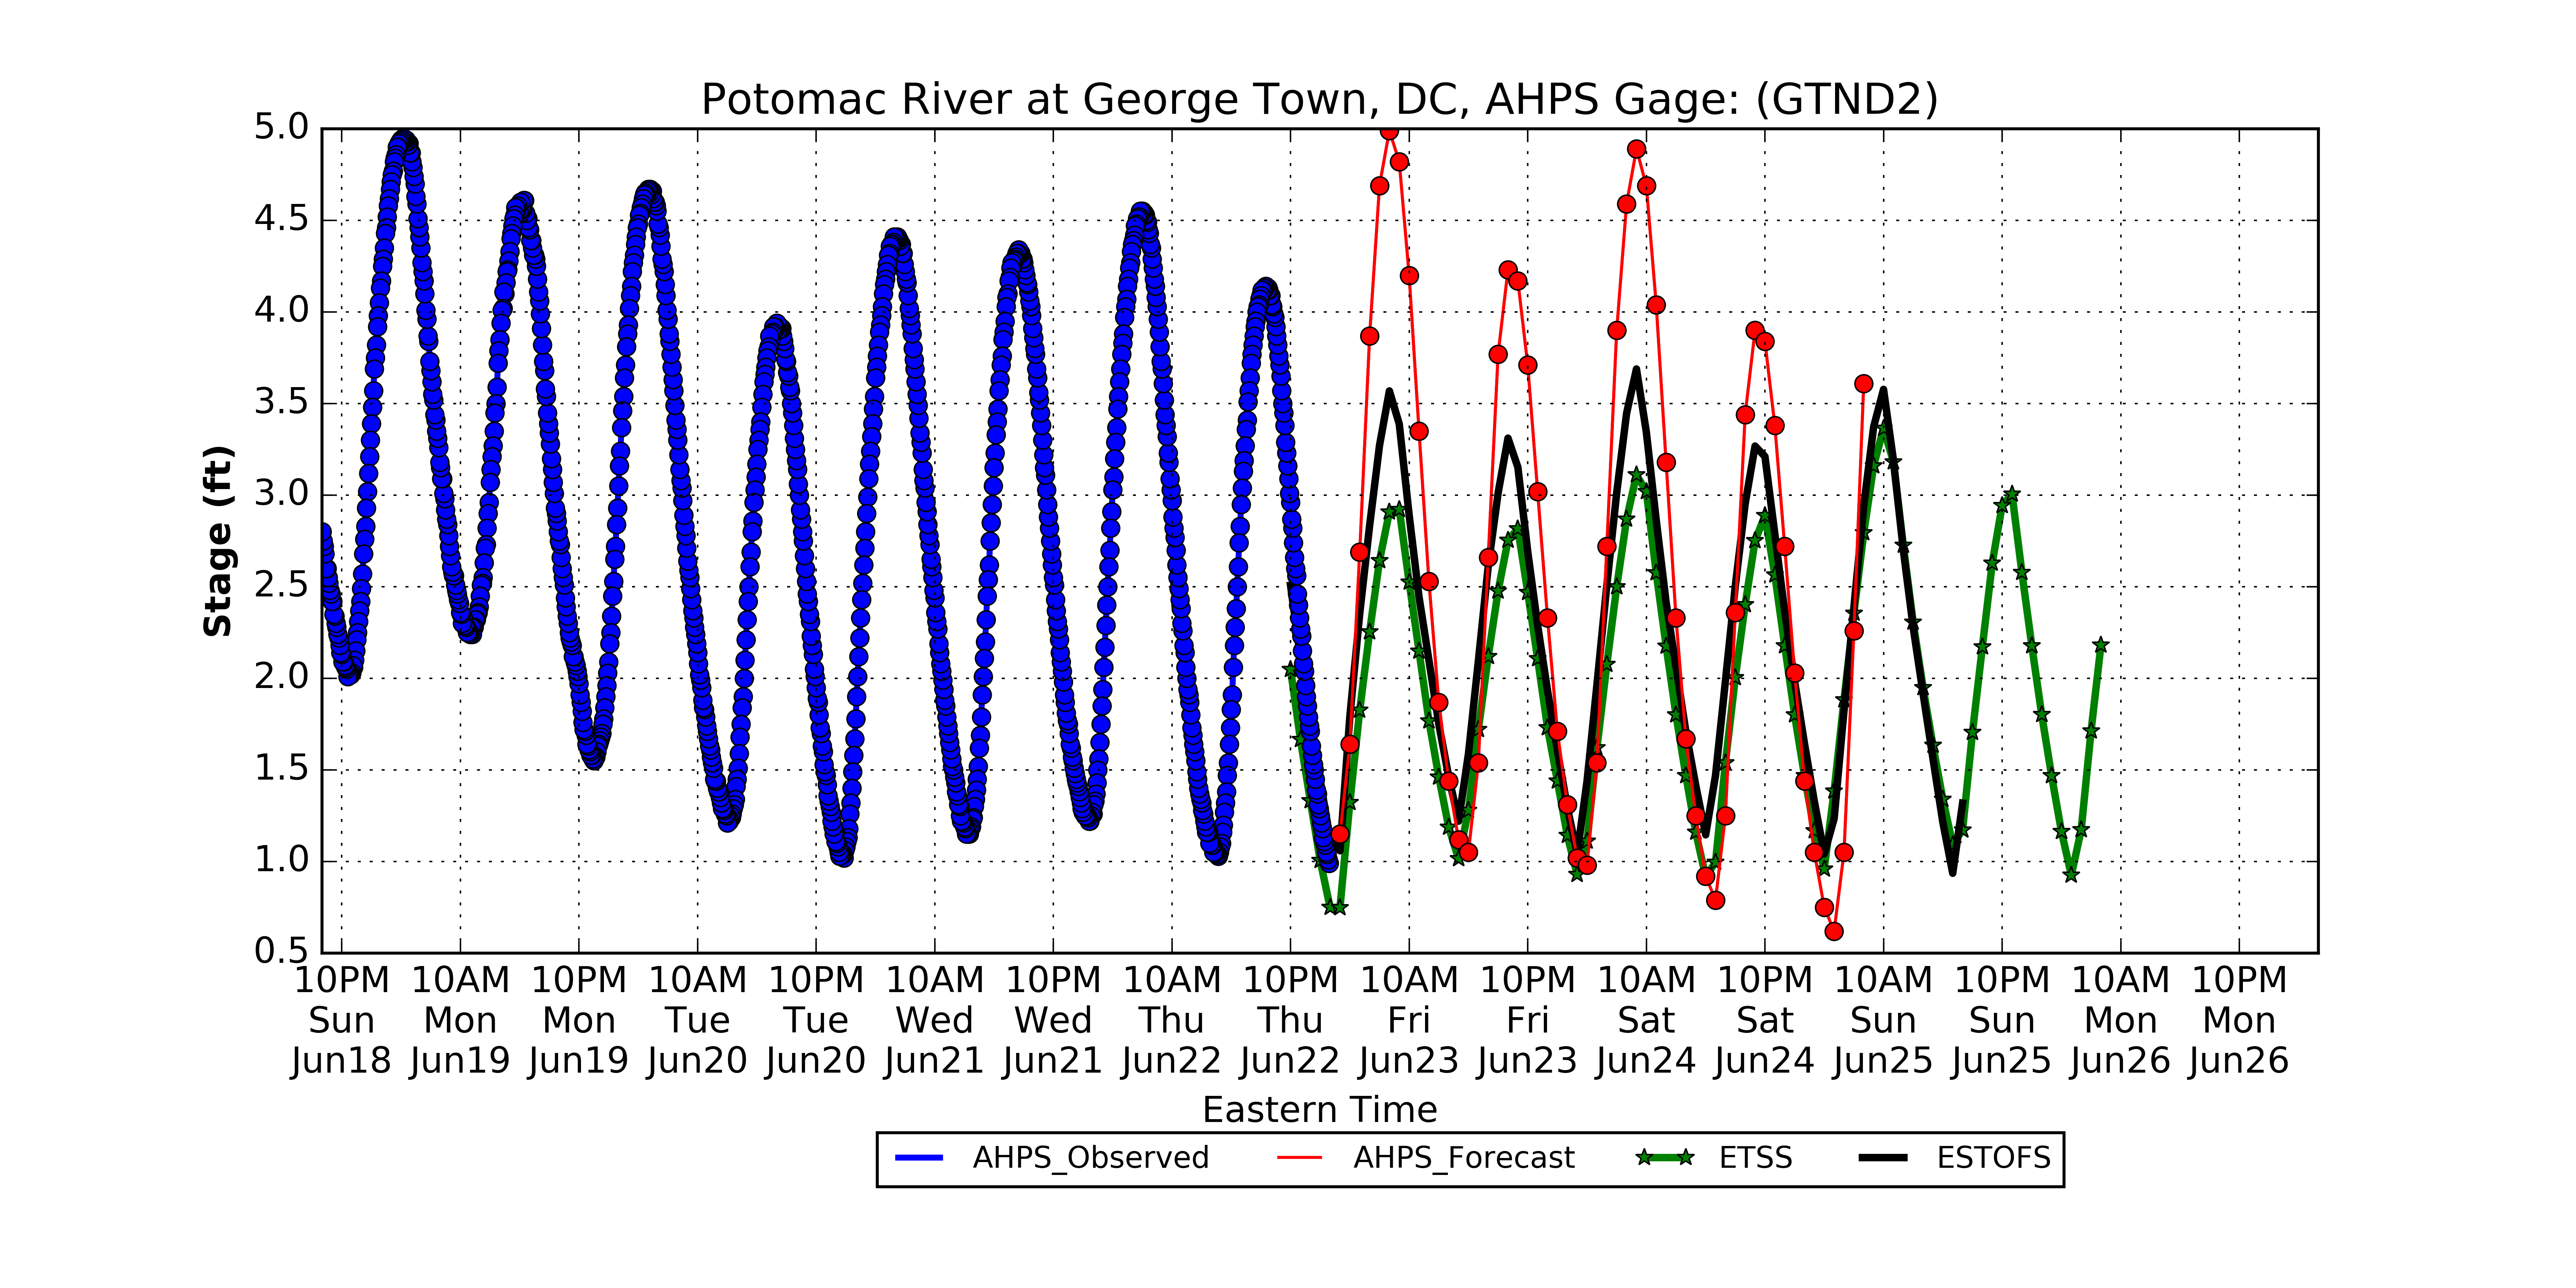 Potomac River at George Town, DC, AHPS Gage: (GTND2)
Stage (ft)
5.0
4.5
4.0
3.5
3.0
2.5
2.0
1.5
1.0
0.5
10PM 10AM 10PM 10AM 10PM 10AM 10PM 10AM 10PM 10AM 10PM 10AM 10PM 10AM 10PM 10AM 10PM
Sun Mon Mon Tue Tue Wed Wed Thu Thu Fri Fri Sat Sat Sun Sun Mon Mon
Jun18 Jun19 Jun19 Jun20 Jun20 Jun21 Jun21 Jun22 Jun22 Jun23 Jun23 Jun24 Jun24 Jun25 Jun25 Jun26 Jun26
Eastern Time
AHPS_Observed AHPS_Forecast ETSS ESTOFS